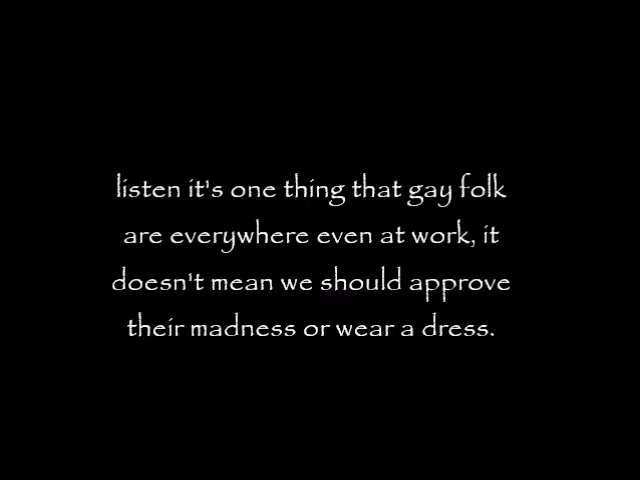 listen it's one thing that gay folk
are everywhere even at work, it
doesn't mean we should approve
their madness or wear a dress.